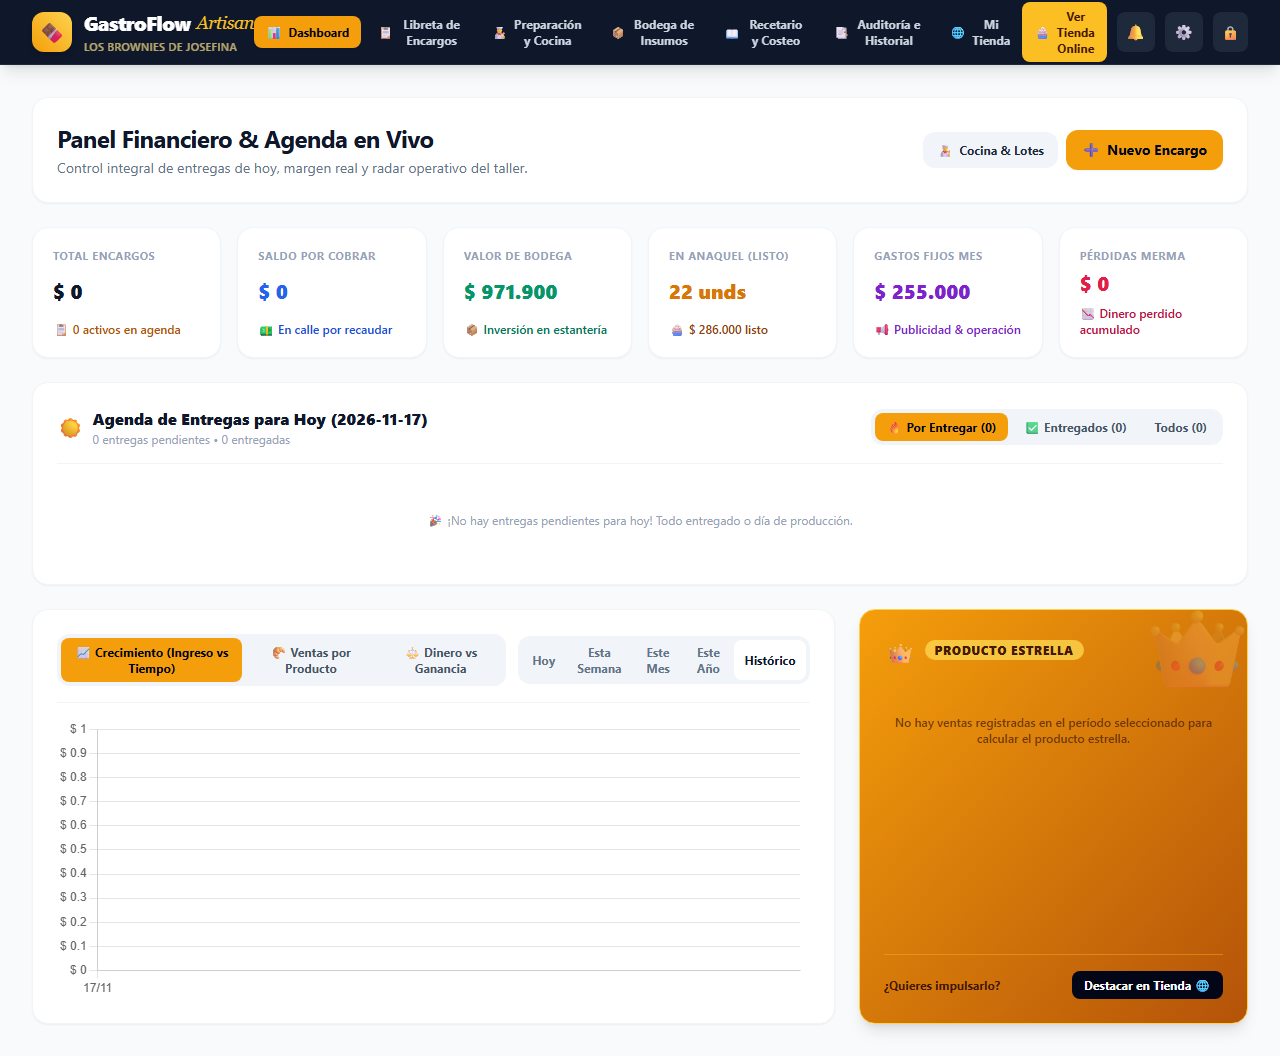 GastroFlow Artisan
LOS BROWNIES DE JOSEFINA
Dashboard
Libreta de
Encargos
Preparación
y Cocina
Bodega de
Insumos
Recetario
y Costeo
Auditoría e
Historial
Mi
Tienda
Ver
Tienda
Online
Panel Financiero & Agenda en Vivo
Control integral de entregas de hoy, margen real y radar operativo del taller.
Cocina & Lotes
Nuevo Encargo
TOTAL ENCARGOS
$ 0
0 activos en agenda
SALDO POR COBRAR
$ 0
En calle por recaudar
VALOR DE BODEGA
$ 971.900
Inversión en estantería
EN ANAQUEL (LISTO)
22 unds
$ 286.000 listo
GASTOS FIJOS MES
$ 255.000
Publicidad & operación
PÉRDIDAS MERMA
$ 0
Dinero perdido
acumulado
Agenda de Entregas para Hoy (2026-11-17)
0 entregas pendientes • 0 entregadas
Por Entregar (0)
Entregados (0)
Todos (0)
¡No hay entregas pendientes para hoy! Todo entregado o día de producción.
Crecimiento (Ingreso vs
Tiempo)
Ventas por
Producto
Dinero vs
Ganancia
Hoy
Esta
Semana
Este
Mes
Este
Año
Histórico
$ 1
$ 0.9
$ 0.8
$ 0.7
$ 0.6
$ 0.5
$ 0.4
$ 0.3
$ 0.2
$ 0.1
$ 0
17/11
PRODUCTO ESTRELLA
No hay ventas registradas en el periodo seleccionado para
calcular el producto estrella.
¿Quieres impulsarlo?
Destacar en Tienda